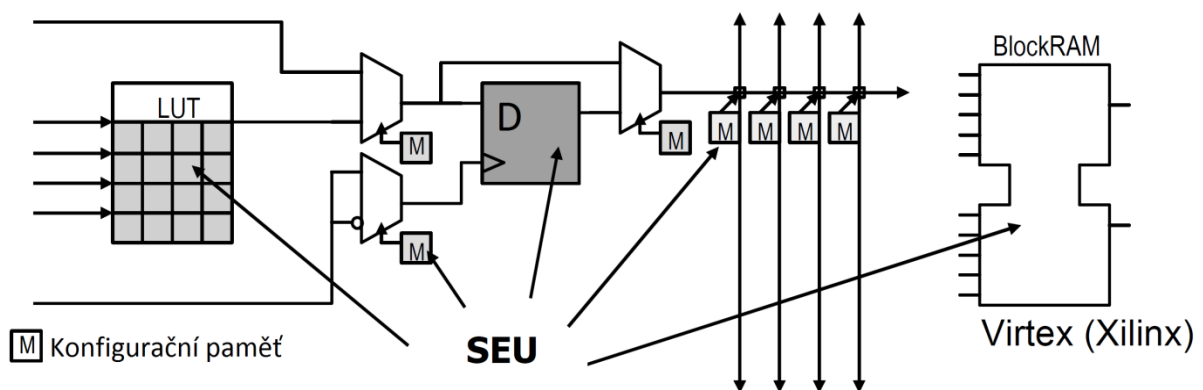 BlockRAM
LUT
D
M
M
M
M
M
M
M
SEU
M Konfigurační paměť
Virtex (Xilinx)